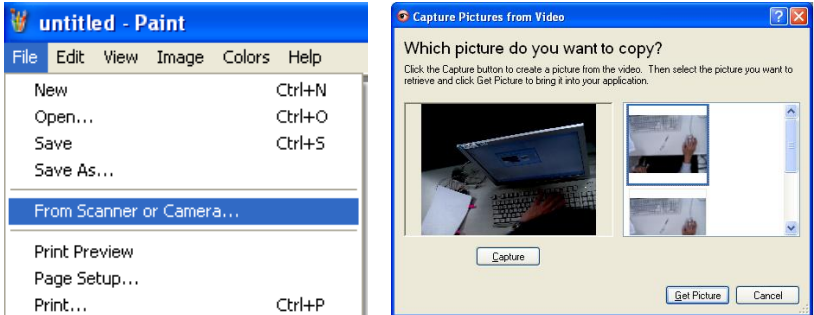 untitled - Paint
File Edit View Image Colors Help
New Ctrl+N
Open... Ctrl+O
Save Ctrl+S
Save As...
From Scanner or Camera...
Print Preview
Page Setup...
Print... Ctrl+P
Capture Pictures from Video
Which picture do you want to copy?
Click the Capture button to create a picture from the video. Then select the picture you want to
retrieve and click Get Picture to bring it into your application.
Capture
Get Picture Cancel